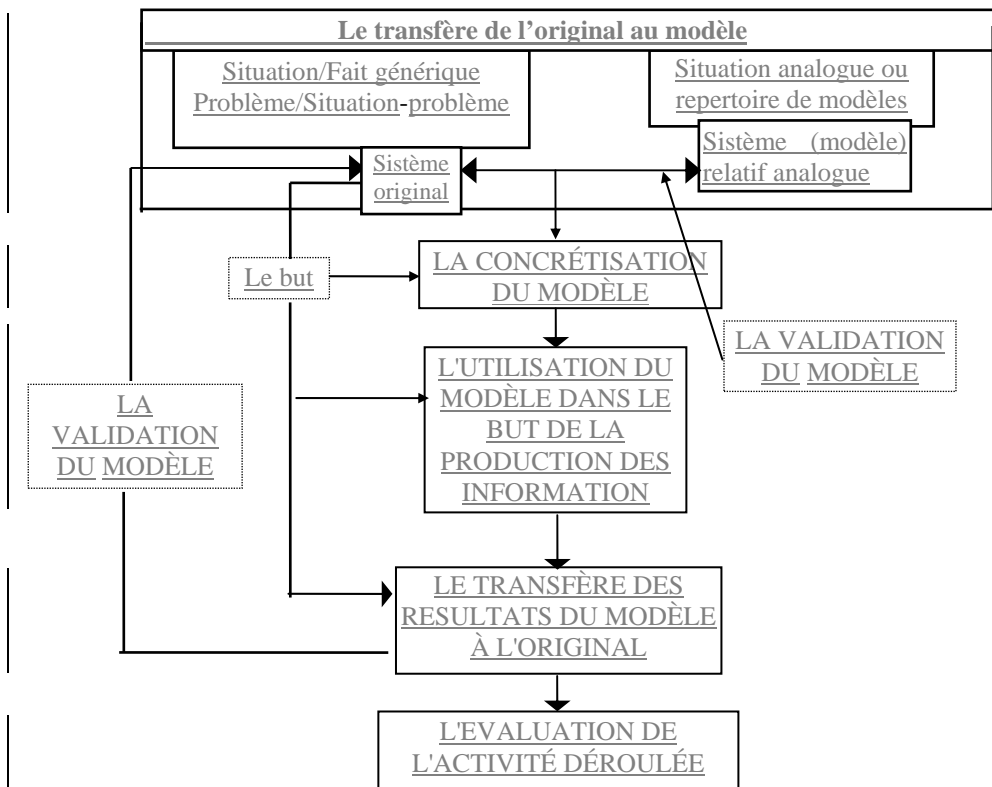 Le transfère de l’original au modèle
Situation/Fait générique
Problème/Situation-problème
Situation analogue ou
repertoire de modèles
Sistème (modèle)
relatif analogue
Sistème
original
Le but
LA CONCRÉTISATION
DU MODÈLE
LA VALIDATION
DU MODÈLE
L'UTILISATION DU
MODÈLE DANS LE
BUT DE LA
PRODUCTION DES
INFORMATION
LA
VALIDATION
DU MODÈLE
LE TRANSFÈRE DES
RESULTATS DU MODÈLE
À L'ORIGINAL
L'EVALUATION DE
L'ACTIVITÉ DÉROULÉE